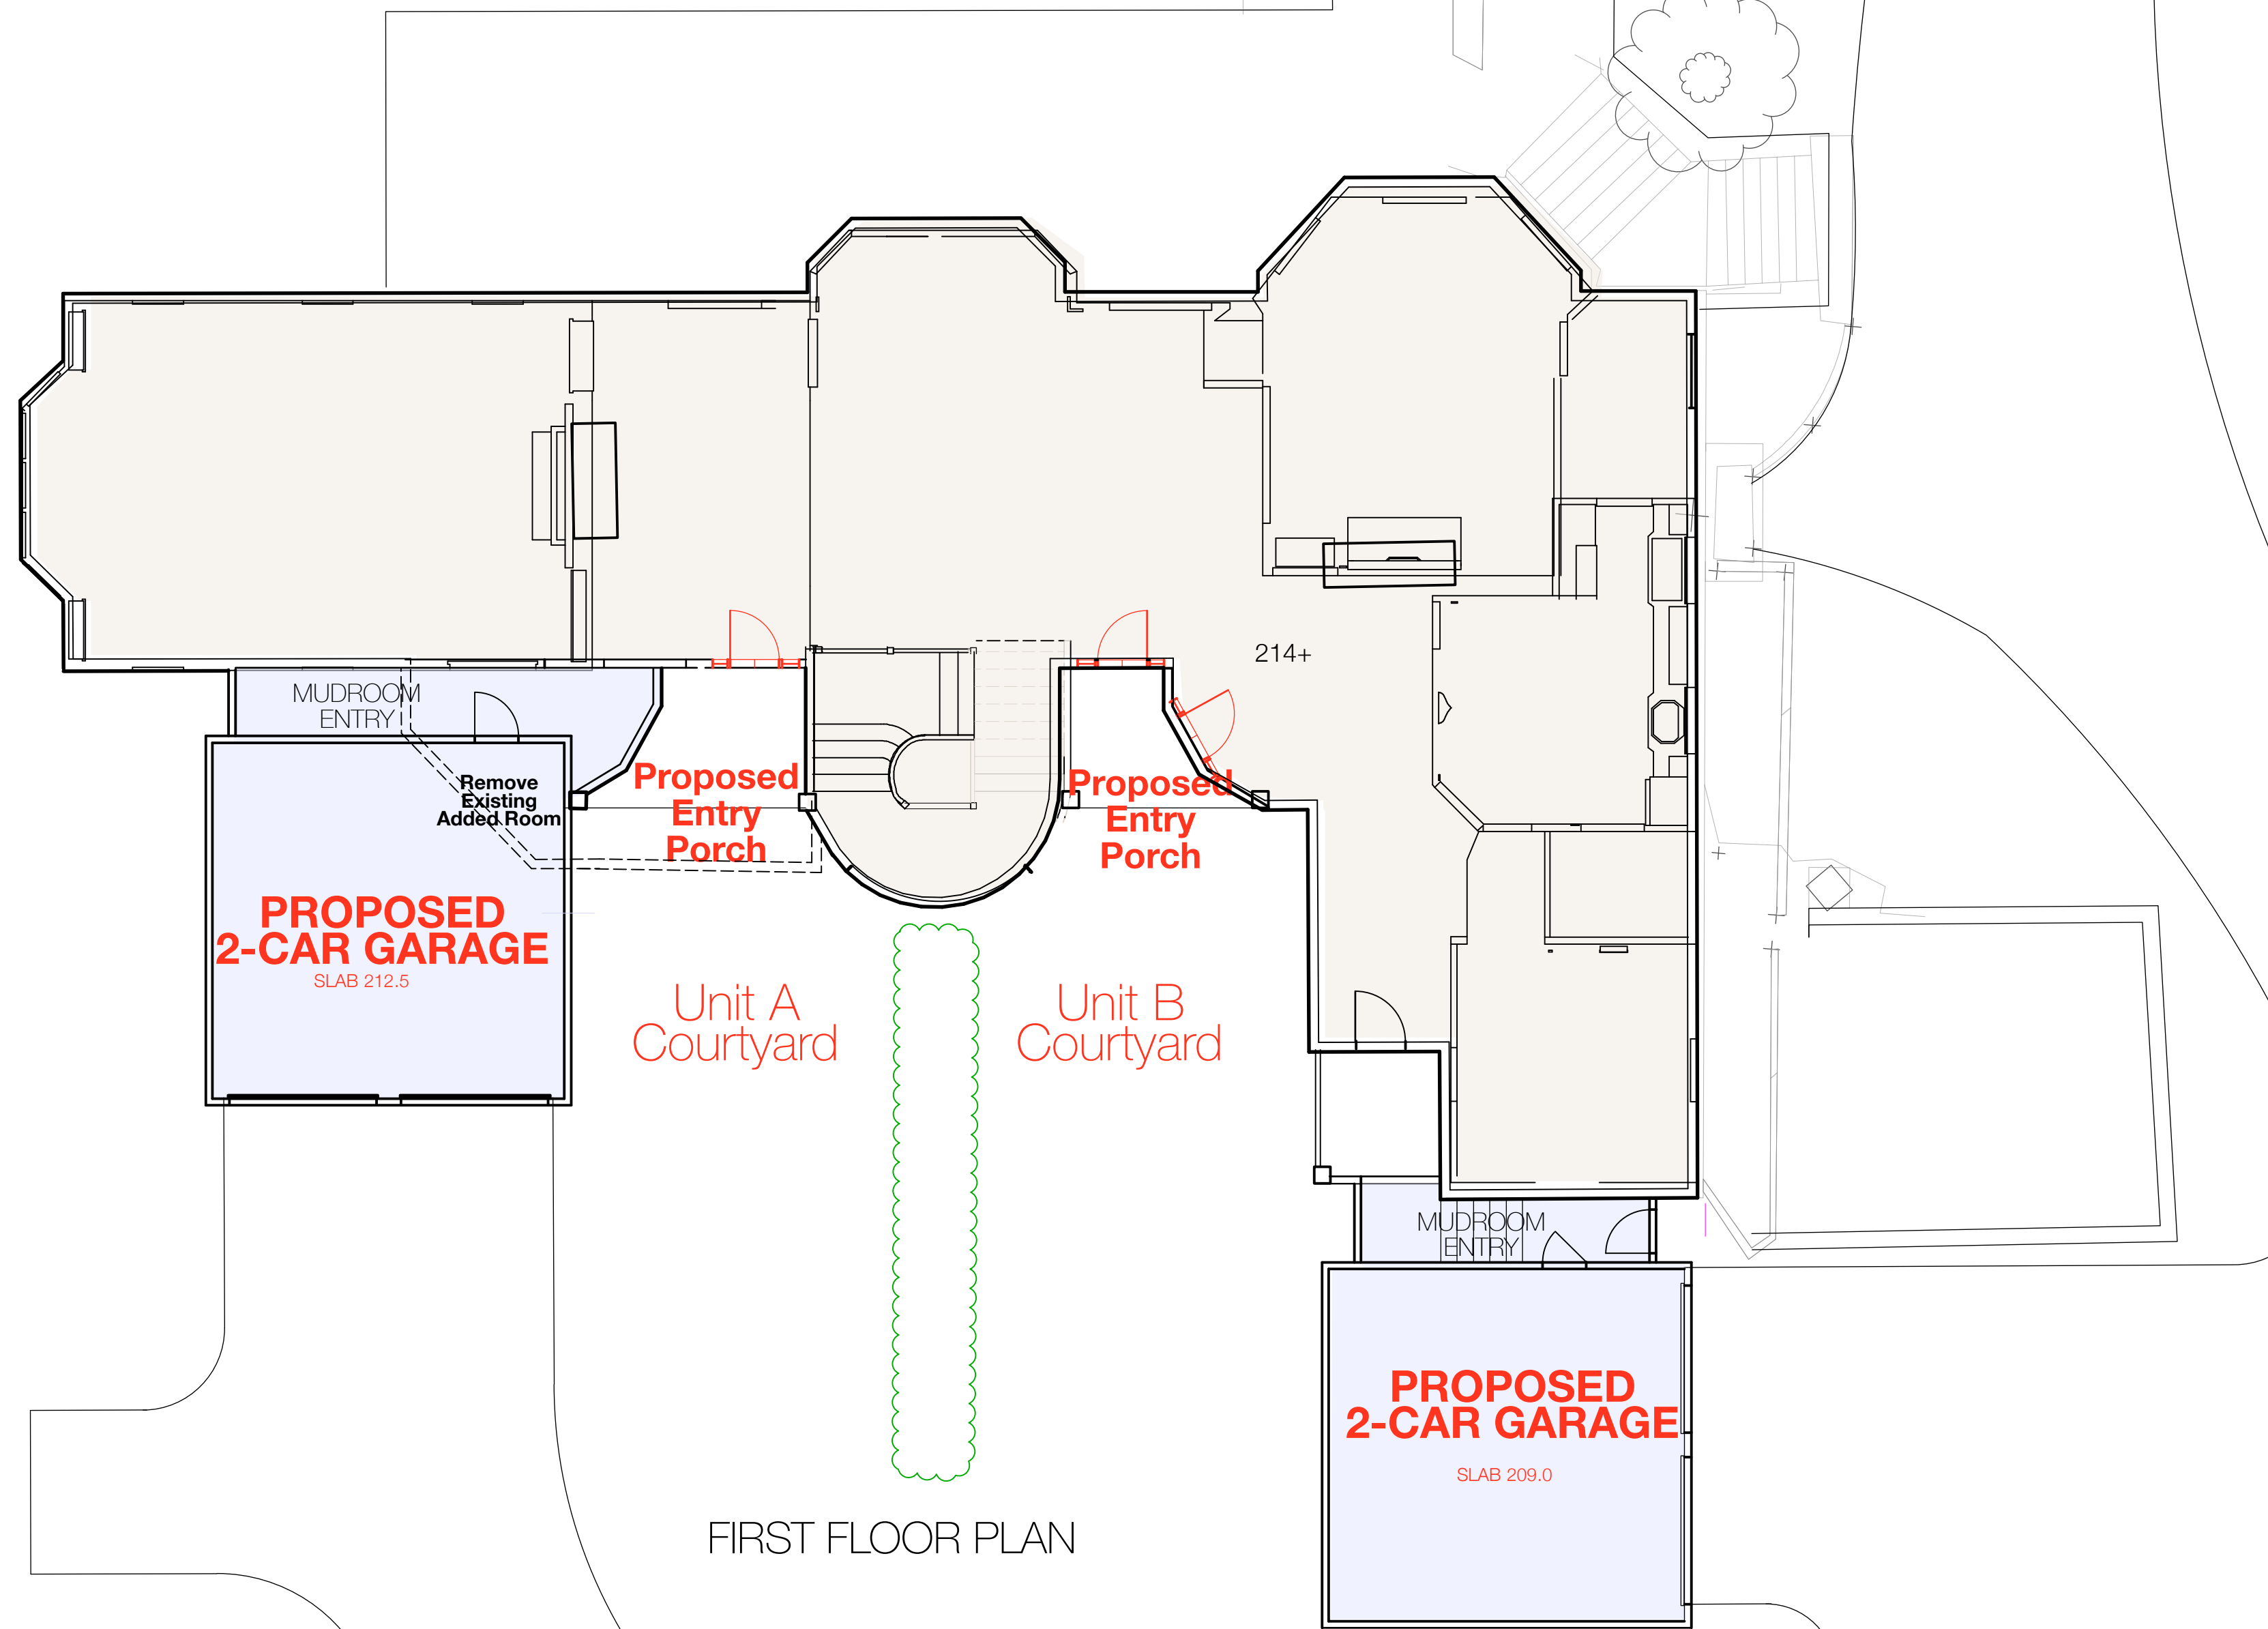 214+
MUDROOM
ENTRY
Remove
Existing
Added Room
Proposed
Entry
Porch
Proposed
Entry
Porch
PROPOSED
2-CAR GARAGE
SLAB 212.5
Unit A
Courtyard
Unit B
Courtyard
MUDROOM
ENTRY
PROPOSED
2-CAR GARAGE
SLAB 209.0
FIRST FLOOR PLAN